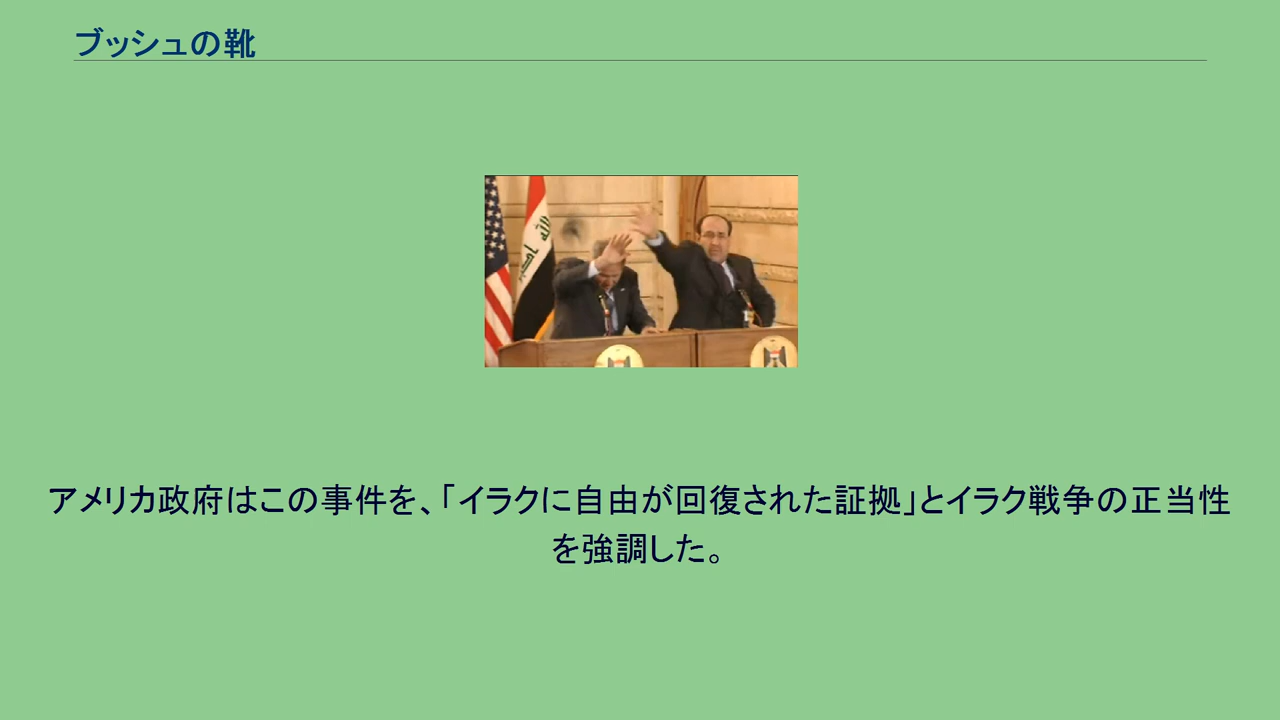 ブッシュの靴
アメリカ政府はこの事件を、「イラクに自由が回復された証拠」とイラク戦争の正当性
を強調した。